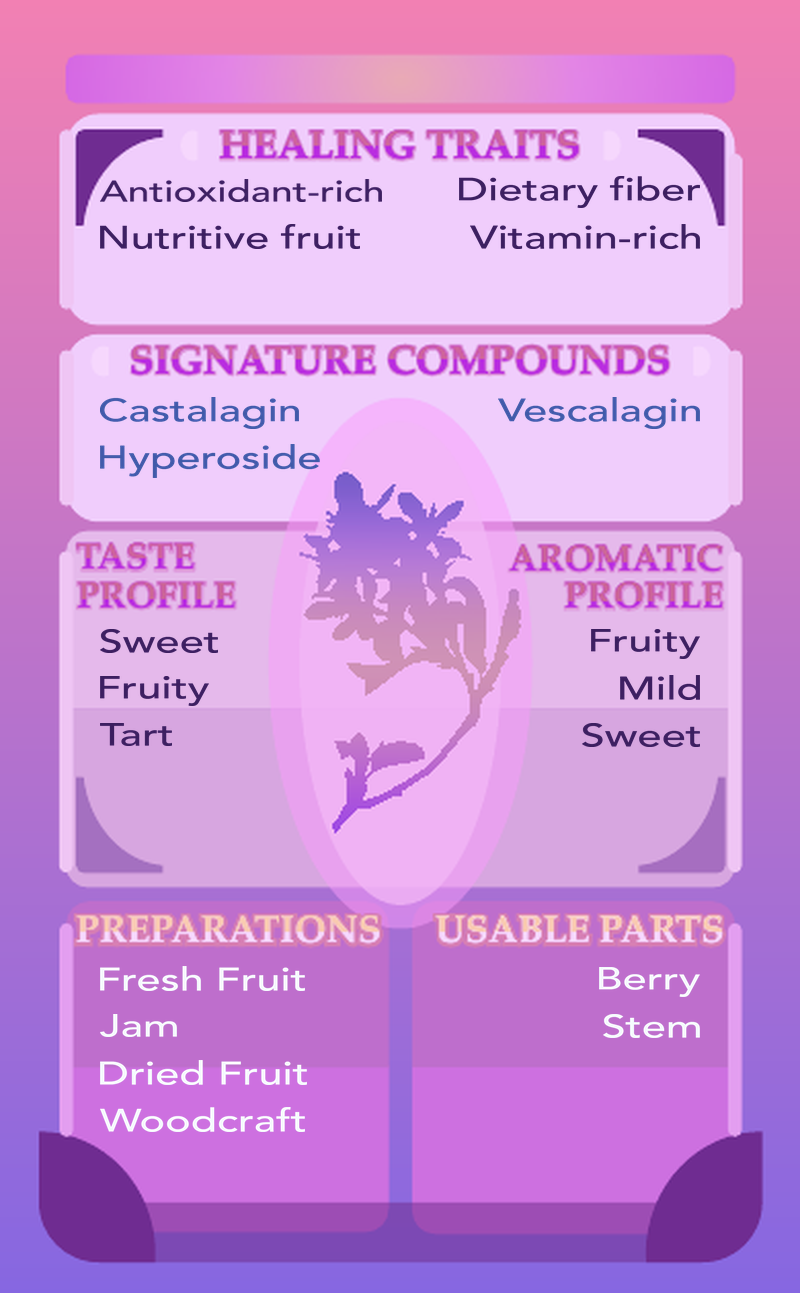 HEALING TRAITS
Antioxidant-rich
Dietary fiber
Nutritive fruit
Vitamin-rich
SIGNATURE COMPOUNDS
Castalagin
Vescalagin
Hyperoside
TASTE
PROFILE
Sweet
Fruity
Tart
AROMATIC
PROFILE
Fruity
Mild
Sweet
PREPARATIONS
Fresh Fruit
Jam
Dried Fruit
Woodcraft
USABLE PARTS
Berry
Stem